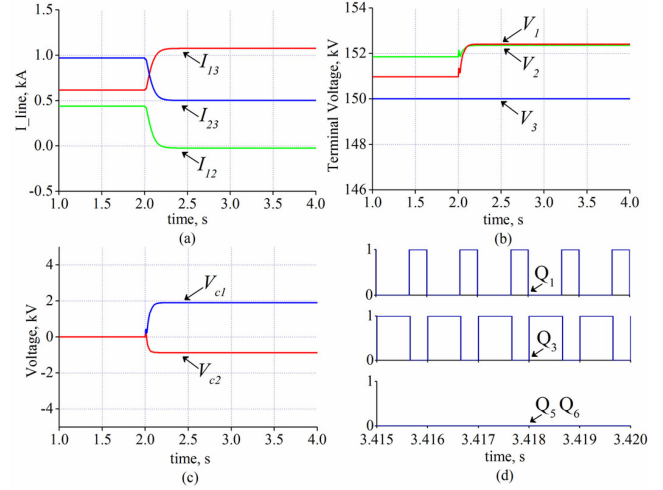 (a)
I_line, kA
1.5
1.0
0.5
0.0
-0.5
I13
I23
I12
1.0 1.5 2.0 2.5 3.0 3.5 4.0
time, s
(a)
Terminal Voltage, kV
154
152
150
148
146
V1
V2
V3
1.0 1.5 2.0 2.5 3.0 3.5 4.0
time, s
(b)
Voltage, kV
4
2
0
-2
-4
Vc1
Vc2
1.0 1.5 2.0 2.5 3.0 3.5 4.0
time, s
(c)
1
0
Q1
1
0
Q3
1
0
Q5 Q6
3.415 3.416 3.417 3.418 3.419 3.420
time, s
(d)